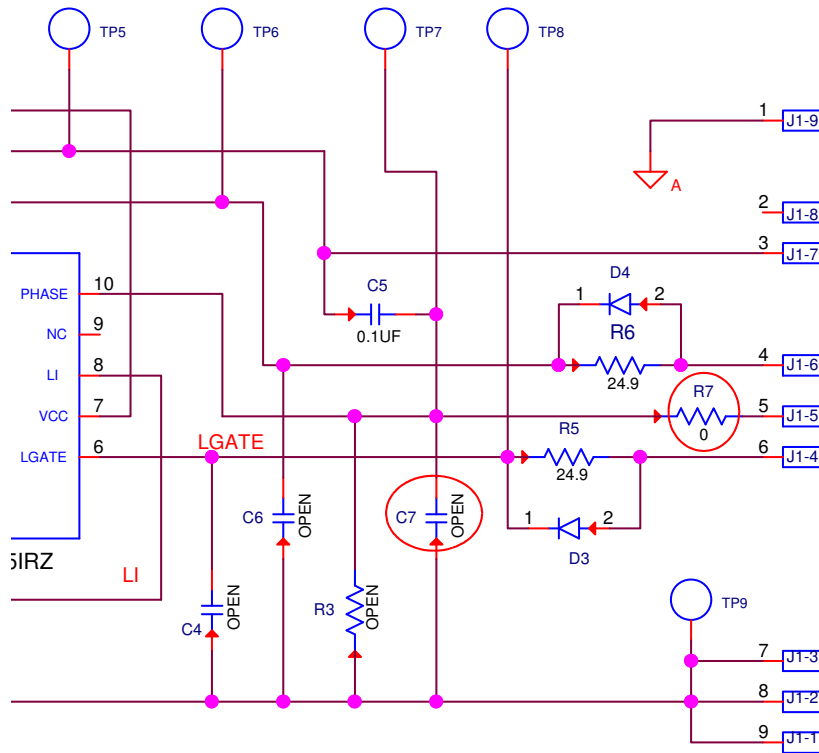 TP5
TP6
TP7
TP8
1
J1-9
A
2
J1-8
3
J1-7
PHASE
10
NC
9
LI
8
VCC
7
LGATE
6
C5
0.1UF
D4
1
2
R6
24.9
4
J1-6
R7
0
5
J1-5
LGATE
R5
24.9
6
J1-4
C6
OPEN
C7
OPEN
1
2
D3
5IRZ
LI
C4
OPEN
R3
OPEN
TP9
7
J1-3
8
J1-2
9
J1-1